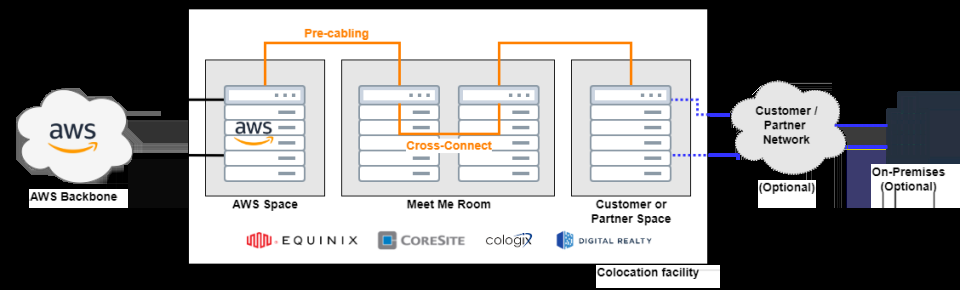 Pre-cabling
aws
aws
Cross-Connect
Customer /
Partner
Network
AWS Backbone
AWS Space
Meet Me Room
Customer or
Partner Space
(Optional)
On-Premises
(Optional)
EQUINIX
CORESITE
cologix
DIGITAL REALTY
Colocation facility